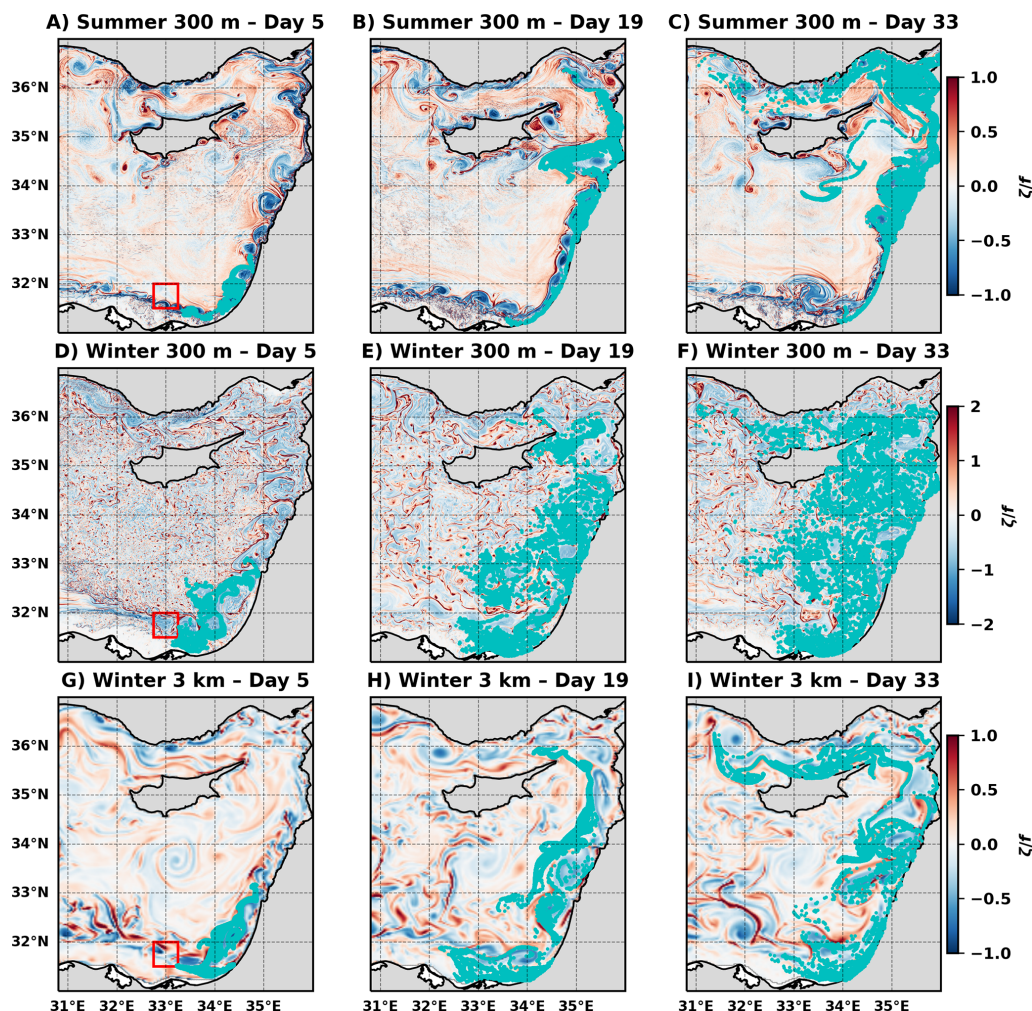 A) Summer 300 m – Day 5
B) Summer 300 m – Day 19
C) Summer 300 m – Day 33
36°N
35°N
34°N
33°N
32°N
1.0
0.5
0.0
−0.5
−1.0
ζ/f
D) Winter 300 m – Day 5
E) Winter 300 m – Day 19
F) Winter 300 m – Day 33
36°N
35°N
34°N
33°N
32°N
2
1
0
−1
−2
ζ/f
G) Winter 3 km – Day 5
H) Winter 3 km – Day 19
I) Winter 3 km – Day 33
36°N
35°N
34°N
33°N
32°N
1.0
0.5
0.0
−0.5
−1.0
ζ/f
31°E 32°E 33°E 34°E 35°E
31°E 32°E 33°E 34°E 35°E
31°E 32°E 33°E 34°E 35°E